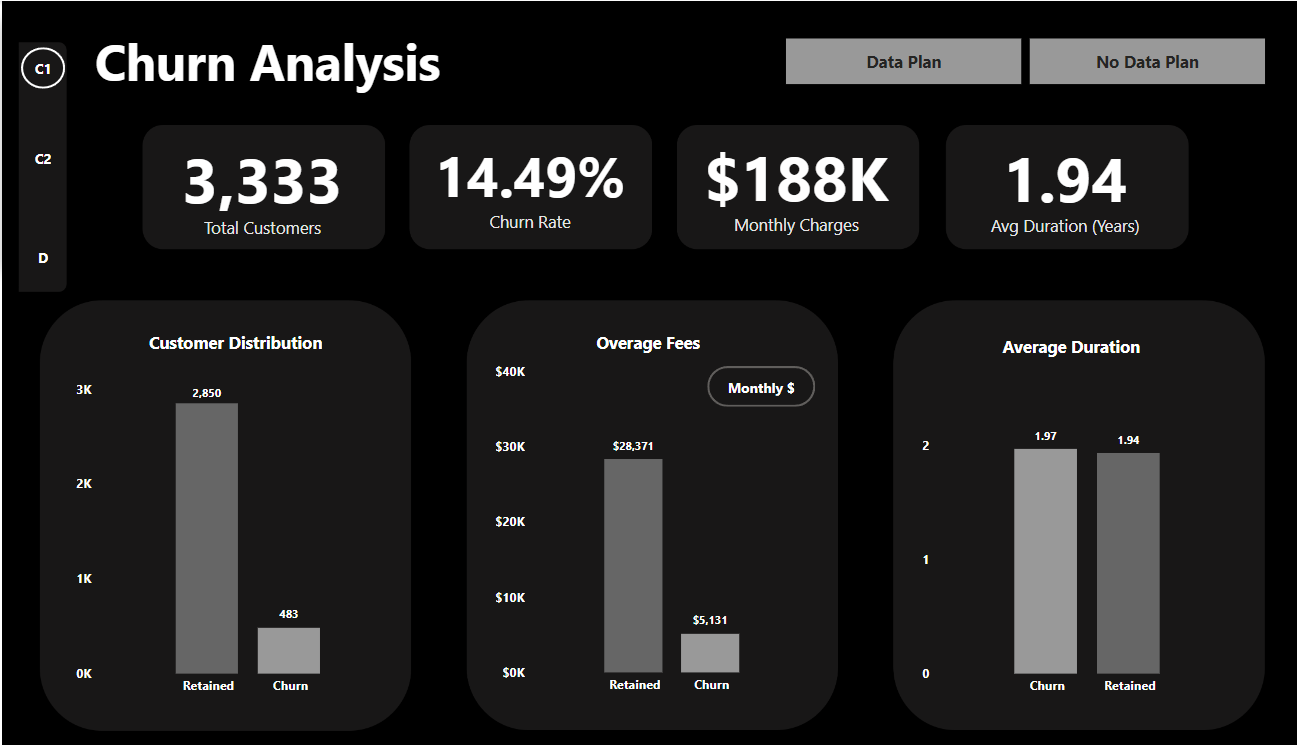 C1
C2
D
Churn Analysis
Data Plan
No Data Plan
3,333
Total Customers
14.49%
Churn Rate
$188K
Monthly Charges
1.94
Avg Duration (Years)
Customer Distribution
3K
2K
1K
0K
2,850
483
Retained
Churn
Overage Fees
Monthly $
$40K
$30K
$20K
$10K
$0K
$28,371
$5,131
Retained
Churn
Average Duration
2
1
0
1.97
1.94
Churn
Retained